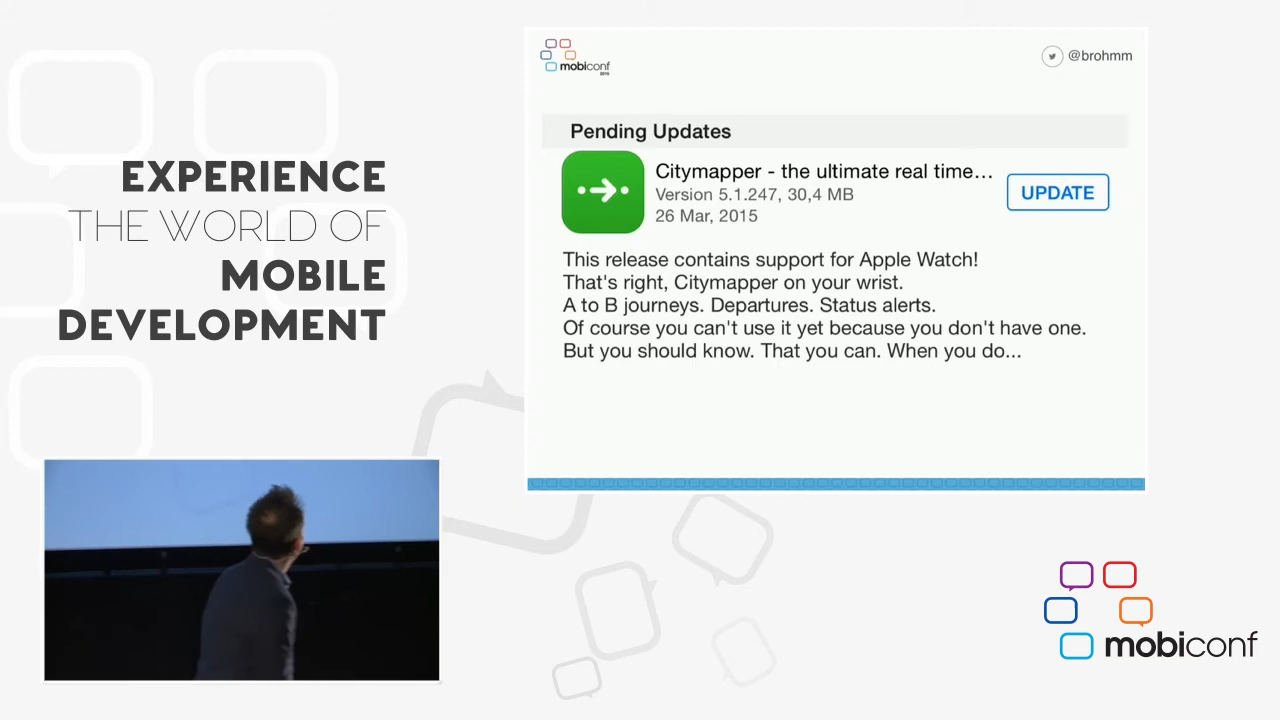 EXPERIENCE
THE WORLD OF
MOBILE
DEVELOPMENT
mobiconf
2015
@brohmm
Pending Updates
Citymapper - the ultimate real time...
Version 5.1.247, 30,4 MB
26 Mar, 2015
UPDATE
This release contains support for Apple Watch!
That's right, Citymapper on your wrist.
A to B journeys. Departures. Status alerts.
Of course you can't use it yet because you don't have one.
But you should know. That you can. When you do...
mobiconf